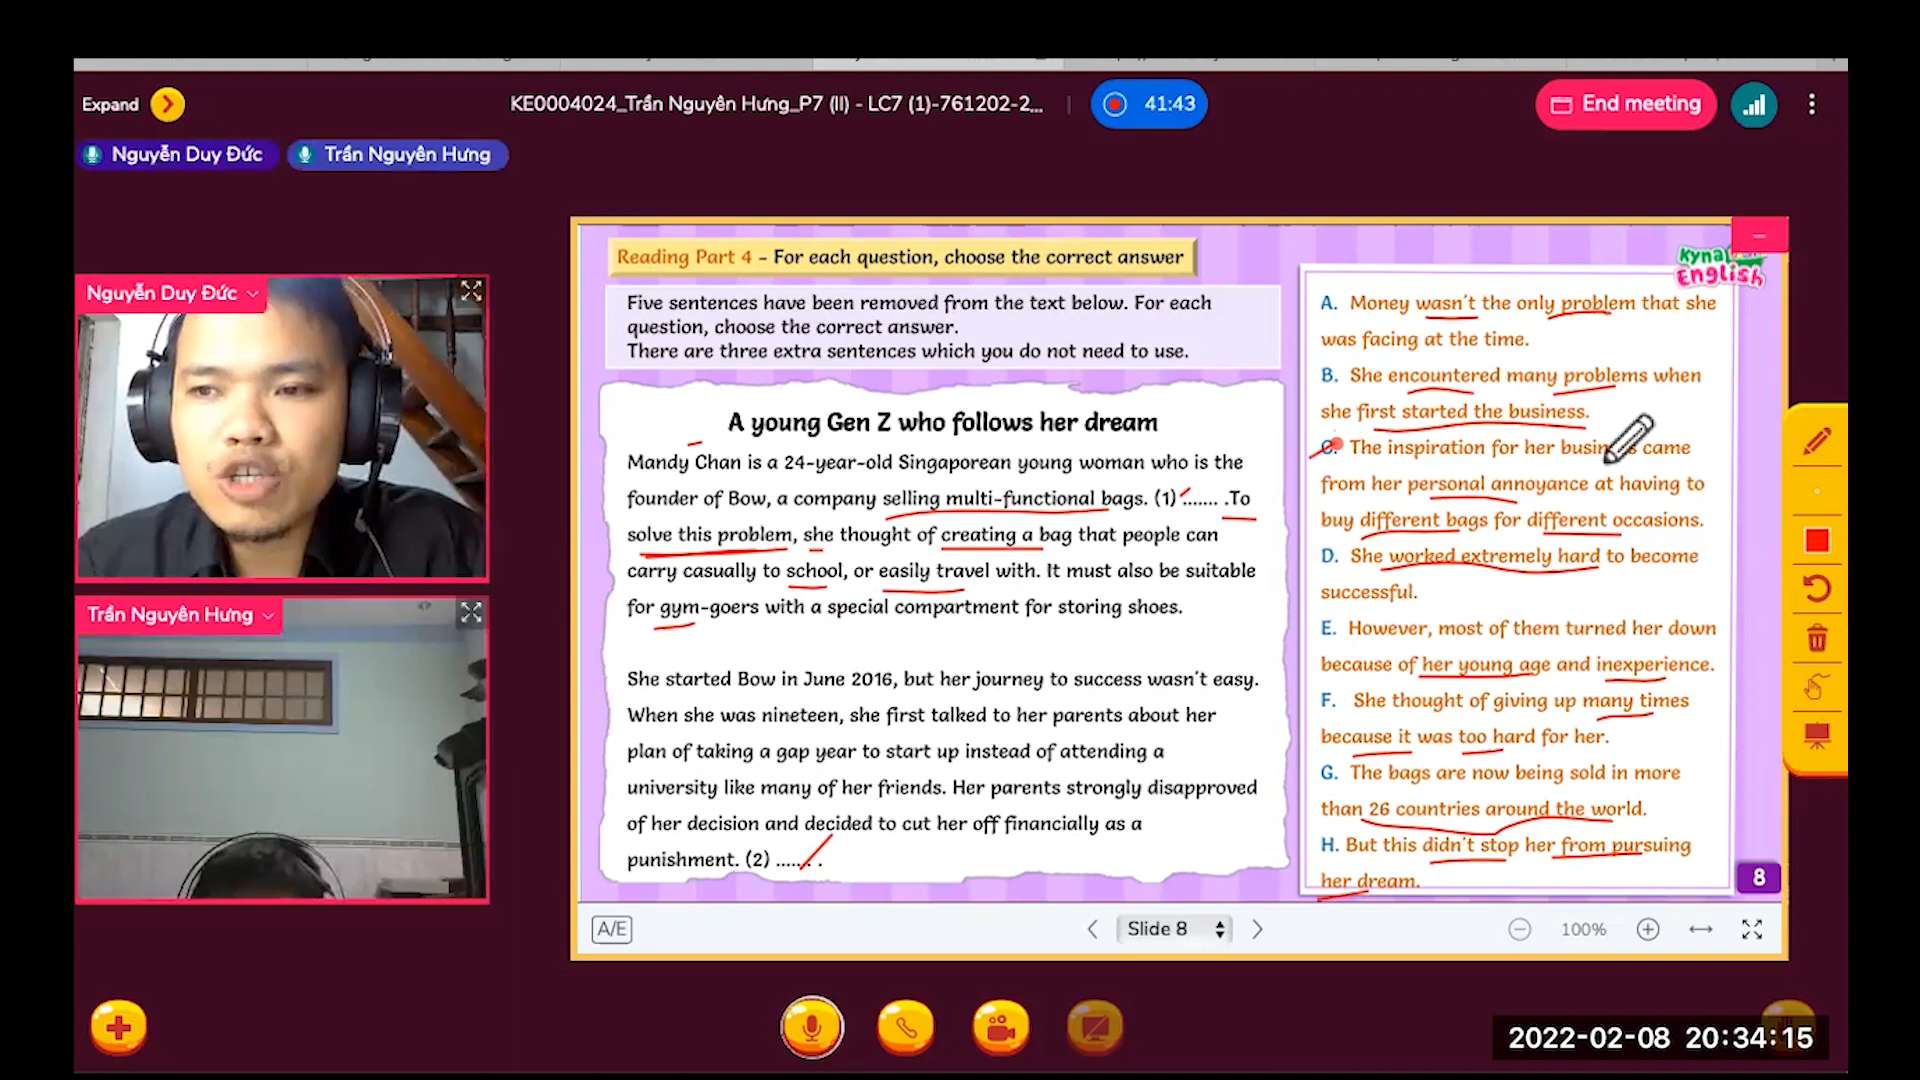 Expand
KE0004024_Trần Nguyên Hưng_P7 (II) - LC7 (1)-761202-2...
41:43
End meeting
Nguyễn Duy Đức
Trần Nguyên Hưng
Nguyễn Duy Đức
Trần Nguyên Hưng
Reading Part 4 - For each question, choose the correct answer
Five sentences have been removed from the text below. For each
question, choose the correct answer.
There are three extra sentences which you do not need to use.
A young Gen Z who follows her dream
Mandy Chan is a 24-year-old Singaporean young woman who is the
founder of Bow, a company selling multi-functional bags. (1) ....... .To
solve this problem, she thought of creating a bag that people can
carry casually to school, or easily travel with. It must also be suitable
for gym-goers with a special compartment for storing shoes.
She started Bow in June 2016, but her journey to success wasn't easy.
When she was nineteen, she first talked to her parents about her
plan of taking a gap year to start up instead of attending a
university like many of her friends. Her parents strongly disapproved
of her decision and decided to cut her off financially as a
punishment. (2) ....... .
Kyna
English
A. Money wasn't the only problem that she
was facing at the time.
B. She encountered many problems when
she first started the business.
C. The inspiration for her business came
from her personal annoyance at having to
buy different bags for different occasions.
D. She worked extremely hard to become
successful.
E. However, most of them turned her down
because of her young age and inexperience.
F. She thought of giving up many times
because it was too hard for her.
G. The bags are now being sold in more
than 26 countries around the world.
H. But this didn't stop her from pursuing
her dream.
8
A/E
Slide 8
100%
2022-02-08 20:34:15